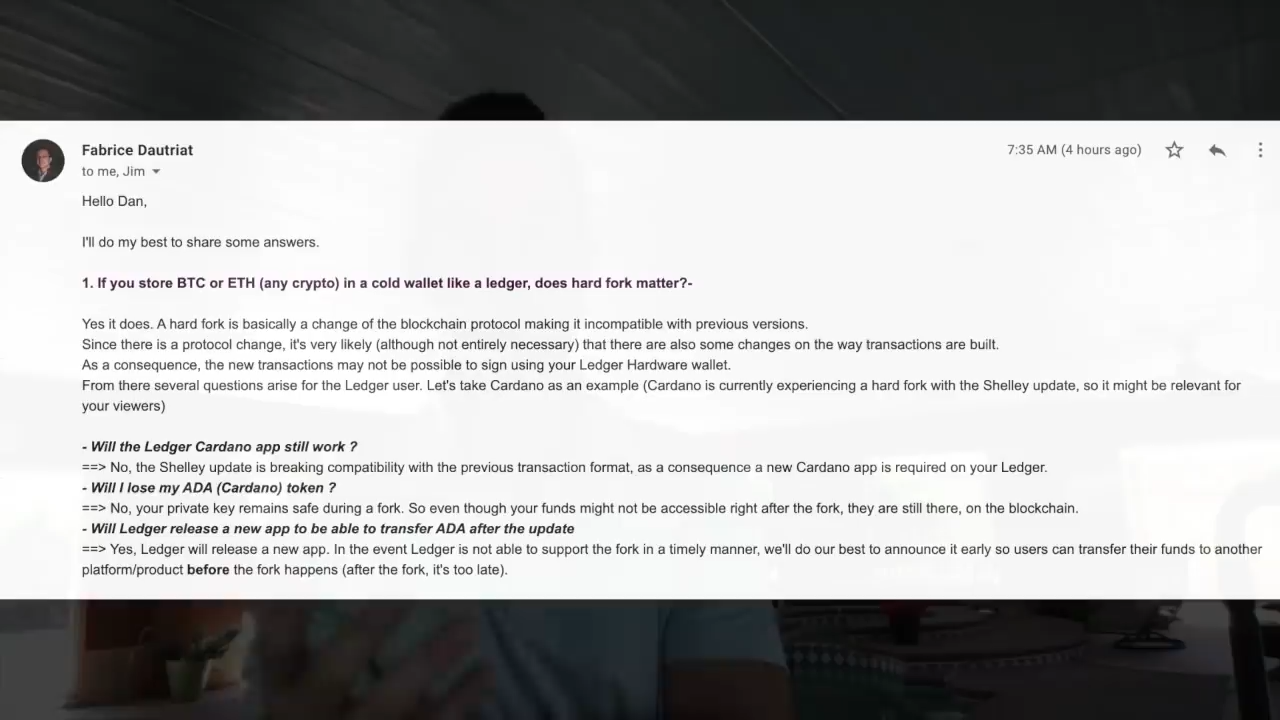 Fabrice Dautriat
7:35 AM (4 hours ago)
to me, Jim
Hello Dan,
I'll do my best to share some answers.
1. If you store BTC or ETH (any crypto) in a cold wallet like a ledger, does hard fork matter?-
Yes it does. A hard fork is basically a change of the blockchain protocol making it incompatible with previous versions.
Since there is a protocol change, it's very likely (although not entirely necessary) that there are also some changes on the way transactions are built.
As a consequence, the new transactions may not be possible to sign using your Ledger Hardware wallet.
From there several questions arise for the Ledger user. Let's take Cardano as an example (Cardano is currently experiencing a hard fork with the Shelley update, so it might be relevant for
your viewers)
- Will the Ledger Cardano app still work ?
==> No, the Shelley update is breaking compatibility with the previous transaction format, as a consequence a new Cardano app is required on your Ledger.
- Will I lose my ADA (Cardano) token ?
==> No, your private key remains safe during a fork. So even though your funds might not be accessible right after the fork, they are still there, on the blockchain.
- Will Ledger release a new app to be able to transfer ADA after the update
==> Yes, Ledger will release a new app. In the event Ledger is not able to support the fork in a timely manner, we'll do our best to announce it early so users can transfer their funds to another
platform/product before the fork happens (after the fork, it's too late).